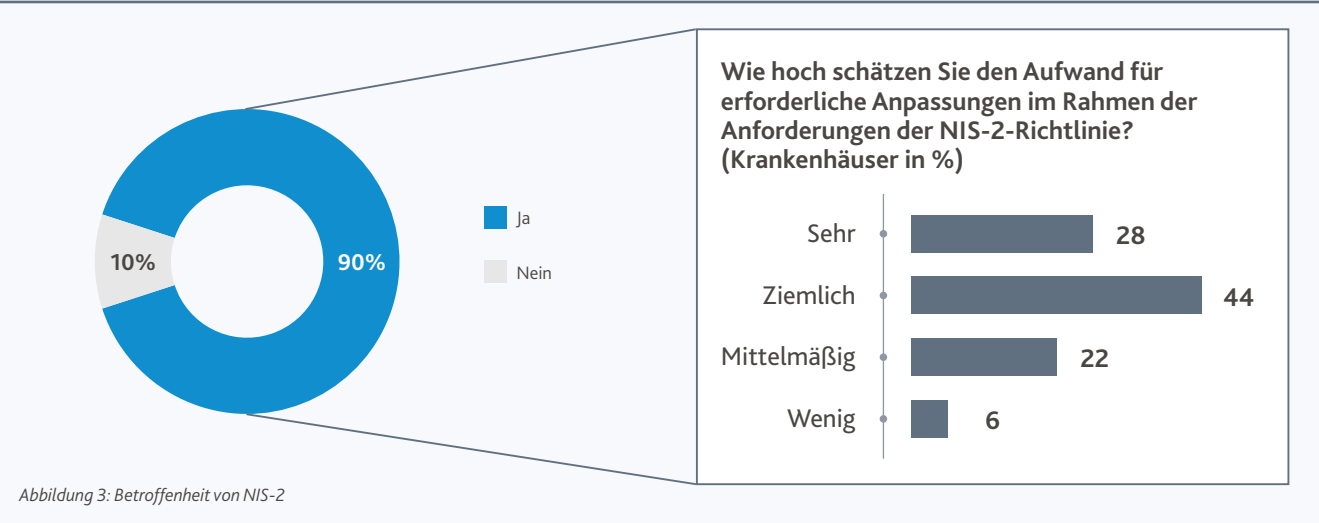 10%
90%
Ja
Nein
Wie hoch schätzen Sie den Aufwand für
erforderliche Anpassungen im Rahmen der
Anforderungen der NIS-2-Richtlinie?
(Krankenhäuser in %)
Sehr 28
Ziemlich 44
Mittelmäßig 22
Wenig 6
Abbildung 3: Betroffenheit von NIS-2